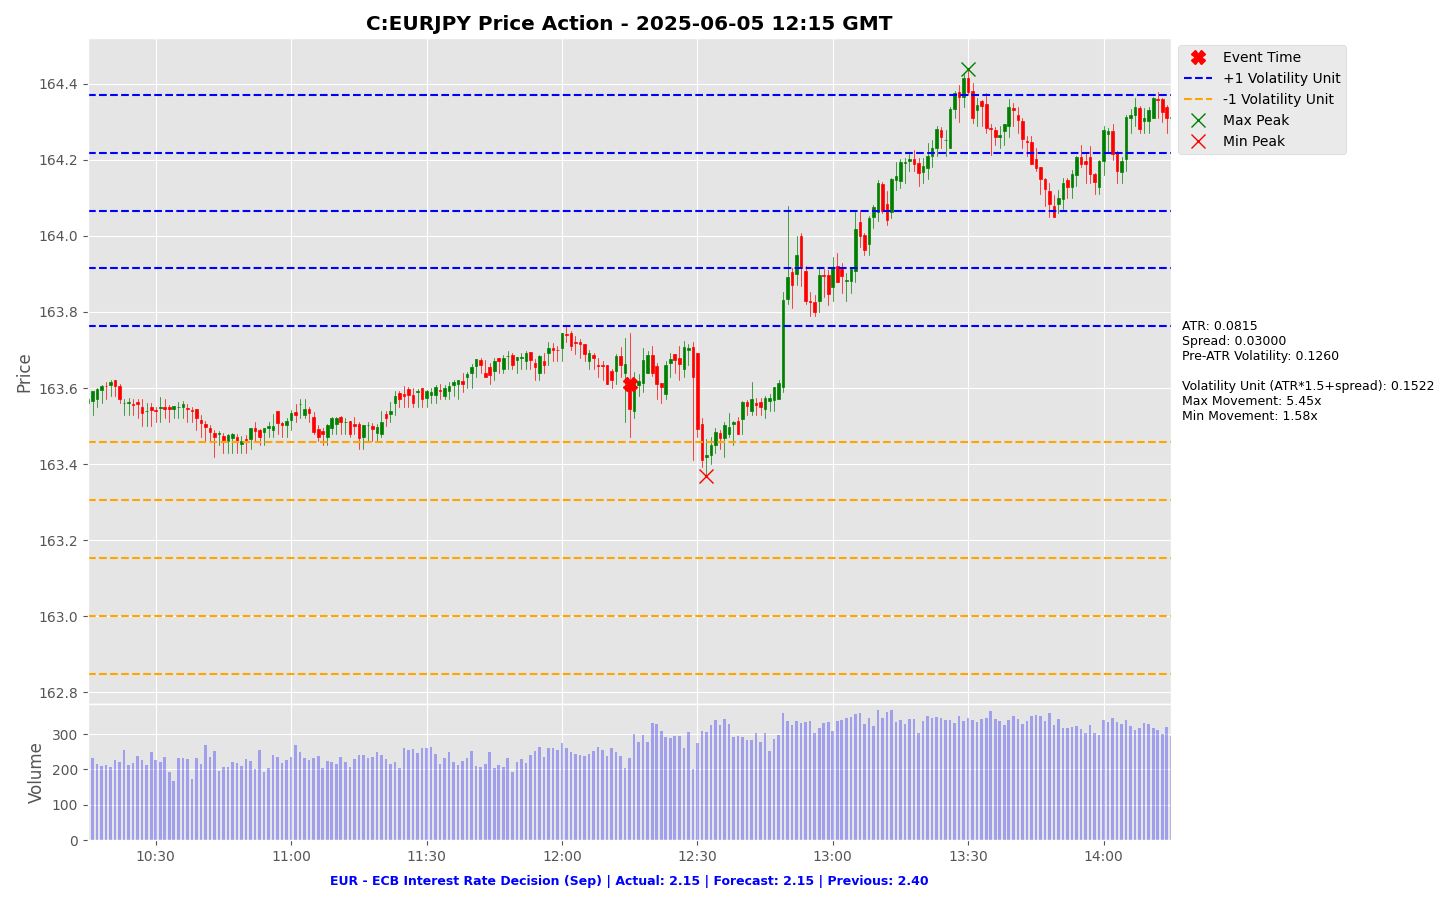 C:EURJPY Price Action - 2025-06-05 12:15 GMT
Event Time
+1 Volatility Unit
-1 Volatility Unit
Max Peak
Min Peak
Price
164.4
164.2
164.0
163.8
163.6
163.4
163.2
163.0
162.8
ATR: 0.0815
Spread: 0.03000
Pre-ATR Volatility: 0.1260
Volatility Unit (ATR*1.5+spread): 0.1522
Max Movement: 5.45x
Min Movement: 1.58x
Volume
300
200
100
0
10:30 11:00 11:30 12:00 12:30 13:00 13:30 14:00
EUR - ECB Interest Rate Decision (Sep) | Actual: 2.15 | Forecast: 2.15 | Previous: 2.40